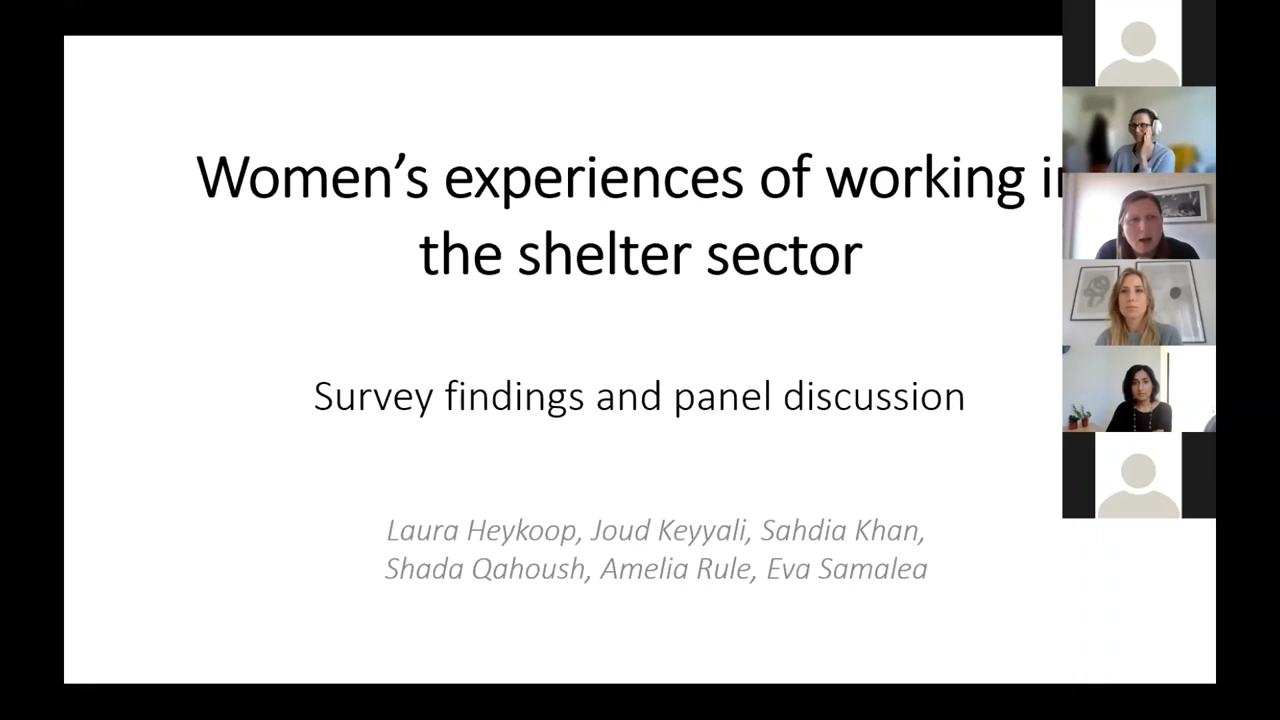 Women’s experiences of working in
the shelter sector
Survey findings and panel discussion
Laura Heykoop, Joud Keyyali, Sahdia Khan,
Shada Qahoush, Amelia Rule, Eva Samalea